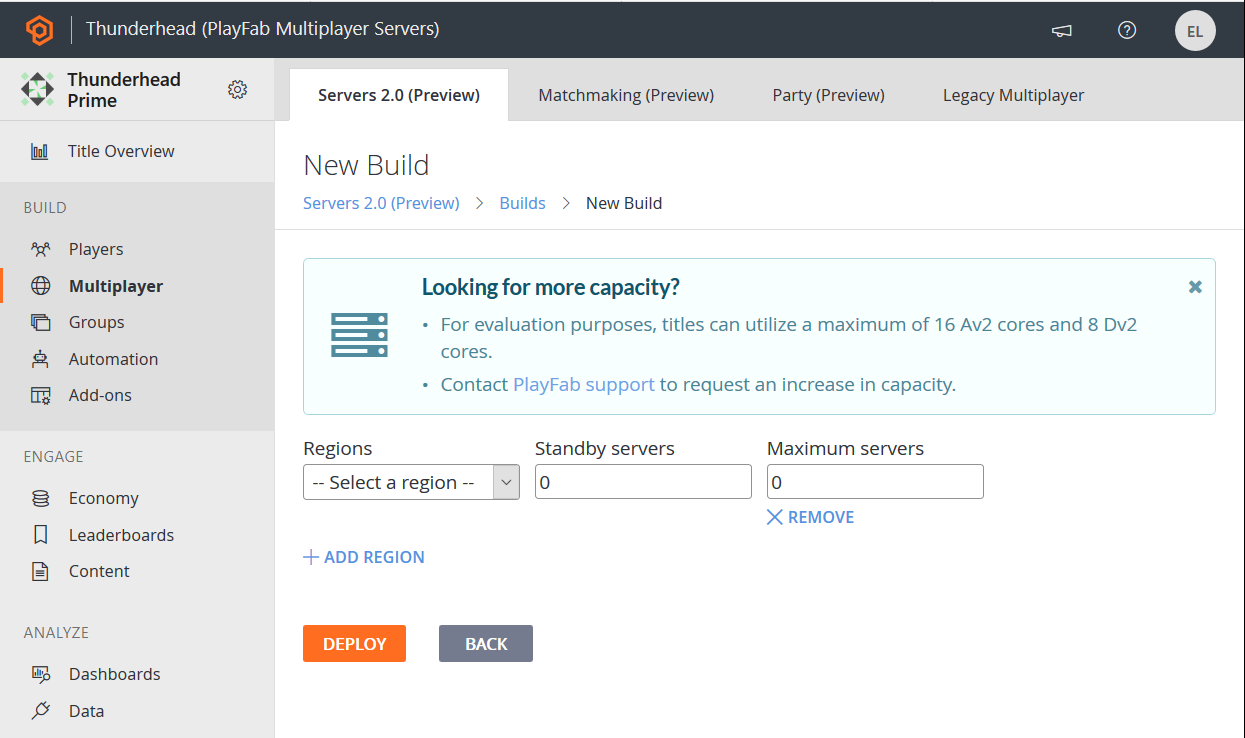 Thunderhead (PlayFab Multiplayer Servers)
EL
Thunderhead
Prime
Title Overview
BUILD
Players
Multiplayer
Groups
Automation
Add-ons
ENGAGE
Economy
Leaderboards
Content
ANALYZE
Dashboards
Data
Servers 2.0 (Preview) Matchmaking (Preview) Party (Preview) Legacy Multiplayer
New Build
Servers 2.0 (Preview) > Builds > New Build
Looking for more capacity?
• For evaluation purposes, titles can utilize a maximum of 16 Av2 cores and 8 Dv2
cores.
• Contact PlayFab support to request an increase in capacity.
Regions Standby servers Maximum servers
-- Select a region -- 0 0
REMOVE
ADD REGION
DEPLOY BACK